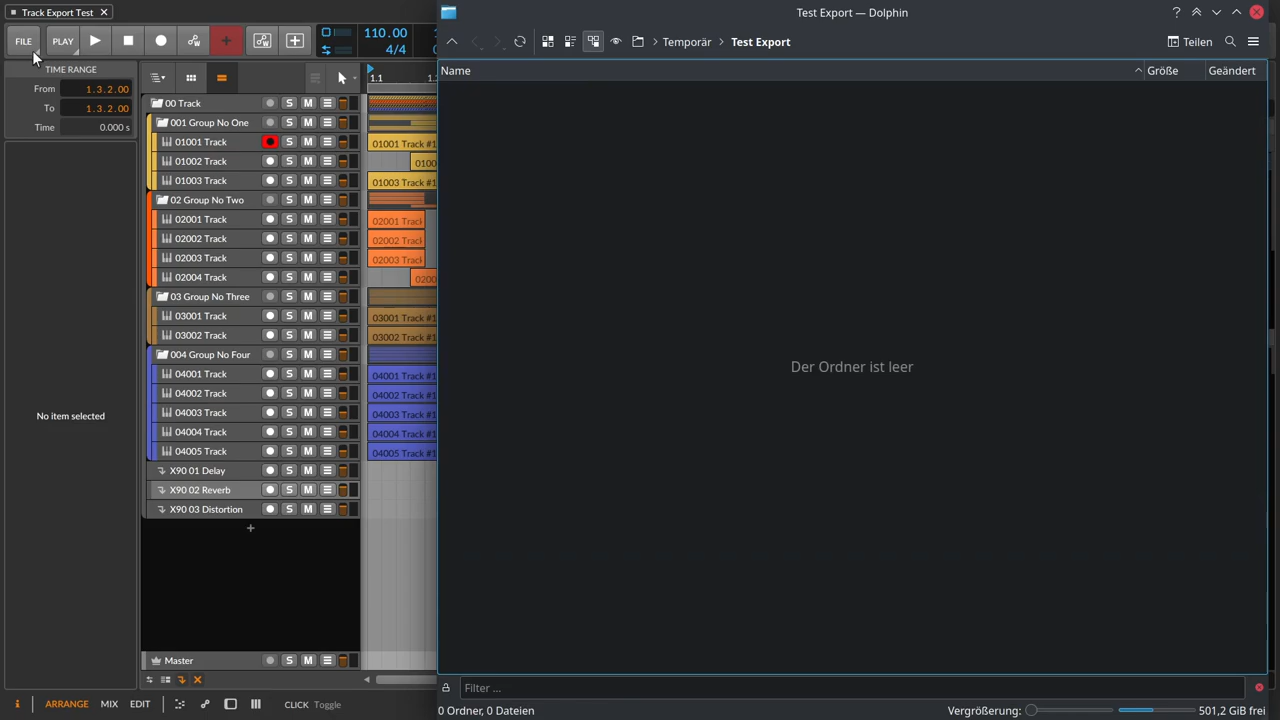 Track Export Test
Test Export — Dolphin
FILE
PLAY
110.00
4/4
Temporär
Test Export
Teilen
TIME RANGE
From 1.3.2.00
To 1.3.2.00
Time 0.000 s
1.1
Name Größe Geändert
00 Track S M
001 Group No One S M
01001 Track S M 01001 Track #1
01002 Track S M 0100
01003 Track S M 01003 Track #1
02 Group No Two S M
02001 Track S M 02001 Track
02002 Track S M 02002 Track
02003 Track S M 02003 Track
02004 Track S M 0200
03 Group No Three S M
03001 Track S M 03001 Track #1
03002 Track S M 03002 Track #1
004 Group No Four S M
04001 Track S M 04001 Track #1
04002 Track S M 04002 Track #1
04003 Track S M 04003 Track #1
04004 Track S M 04004 Track #1
04005 Track S M 04005 Track #1
X90 01 Delay S M
X90 02 Reverb S M
X90 03 Distortion S M
No item selected
Der Ordner ist leer
Master S M
Filter ...
ARRANGE MIX EDIT CLICK Toggle
0 Ordner, 0 Dateien
Vergrößerung:
501,2 GiB frei